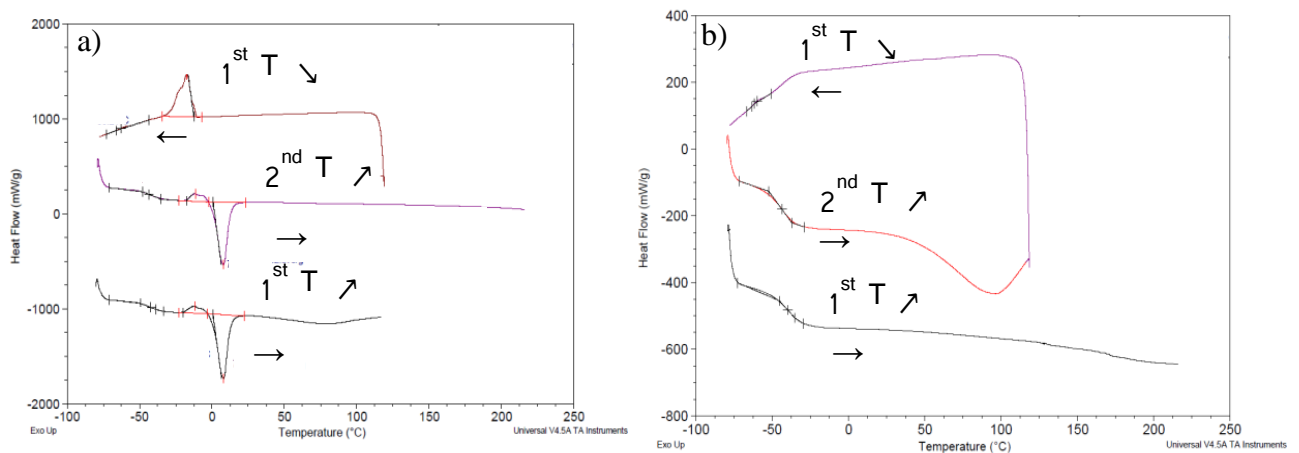 a)
2000
1000
0
-1000
-2000
Heat Flow (mW/g)
1st T ↘
←
2nd T ↗
→
1st T ↗
→
-100 -50 0 50 100 150 200 250
Exo Up Temperature (°C) Universal V4.5A TA Instruments
b)
400
200
0
-200
-400
-600
-800
Heat Flow (mW/g)
1st T ↘
←
2nd T ↗
→
1st T ↗
→
-100 -50 0 50 100 150 200 250
Exo Up Temperature (°C) Universal V4.5A TA Instruments